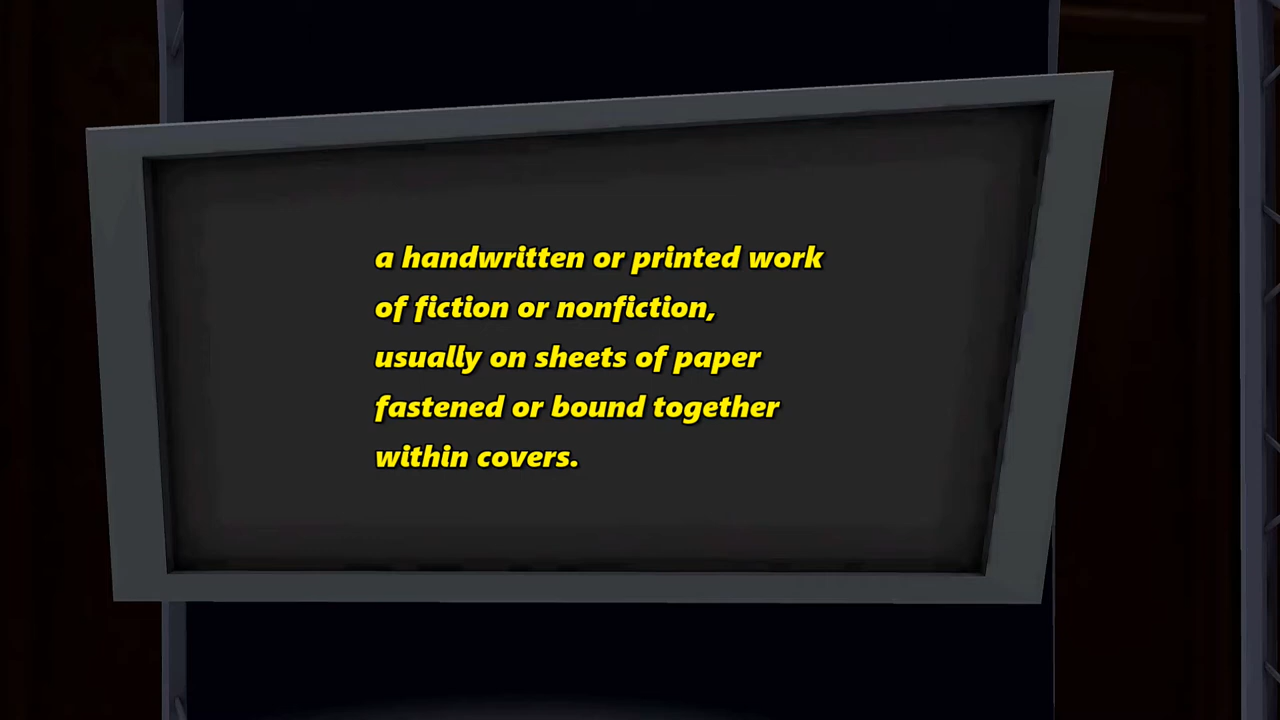 a handwritten or printed work
of fiction or nonfiction,
usually on sheets of paper
fastened or bound together
within covers.